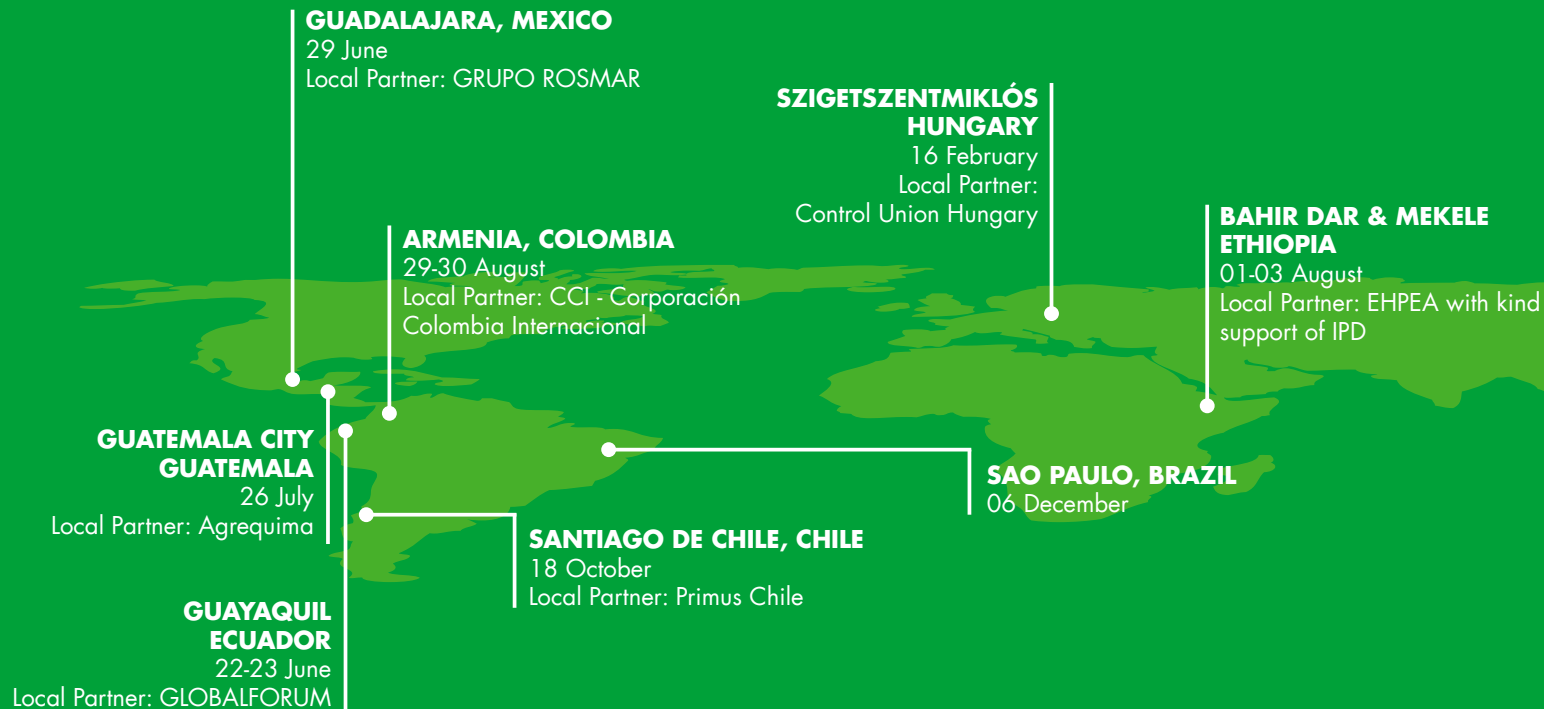 GUADALAJARA, MEXICO
29 June
Local Partner: GRUPO ROSMAR
SZIGETSZENTMIKLÓS
HUNGARY
16 February
Local Partner:
Control Union Hungary
BAHIR DAR & MEKELE
ETHIOPIA
01-03 August
Local Partner: EHPEA with kind
support of IPD
ARMENIA, COLOMBIA
29-30 August
Local Partner: CCI - Corporación
Colombia Internacional
GUATEMALA CITY
GUATEMALA
26 July
Local Partner: Agrequima
SAO PAULO, BRAZIL
06 December
SANTIAGO DE CHILE, CHILE
18 October
Local Partner: Primus Chile
GUAYAQUIL
ECUADOR
22-23 June
Local Partner: GLOBALFORUM